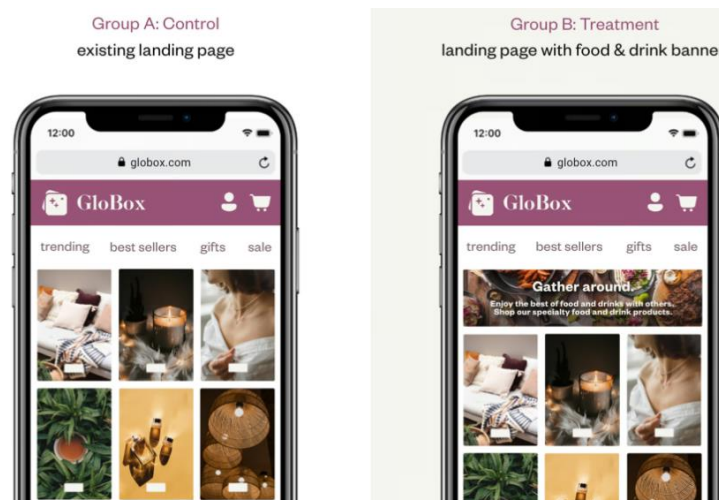 Group A: Control
existing landing page
12:00
globox.com
GloBox
trending best sellers gifts sale
Group B: Treatment
landing page with food & drink banne
12:00
globox.com
GloBox
trending best sellers gifts sale
Gather around.
Enjoy the best of food and drinks with others.
Shop our specialty food and drink products.